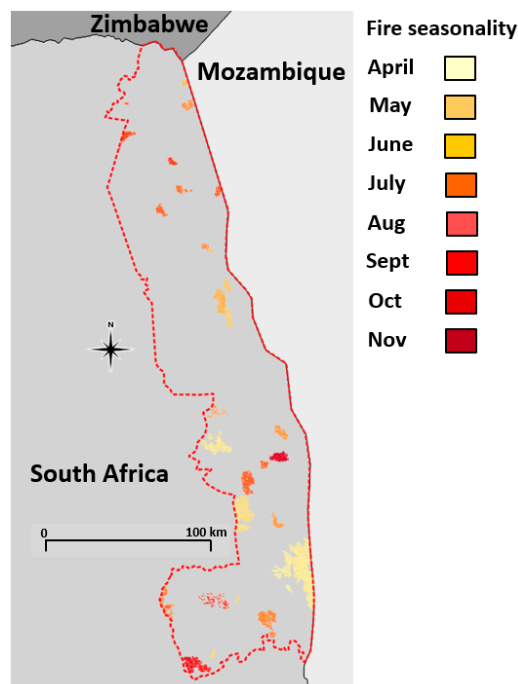 Zimbabwe
Mozambique
N
South Africa
0 100 km
Fire seasonality
April
May
June
July
Aug
Sept
Oct
Nov